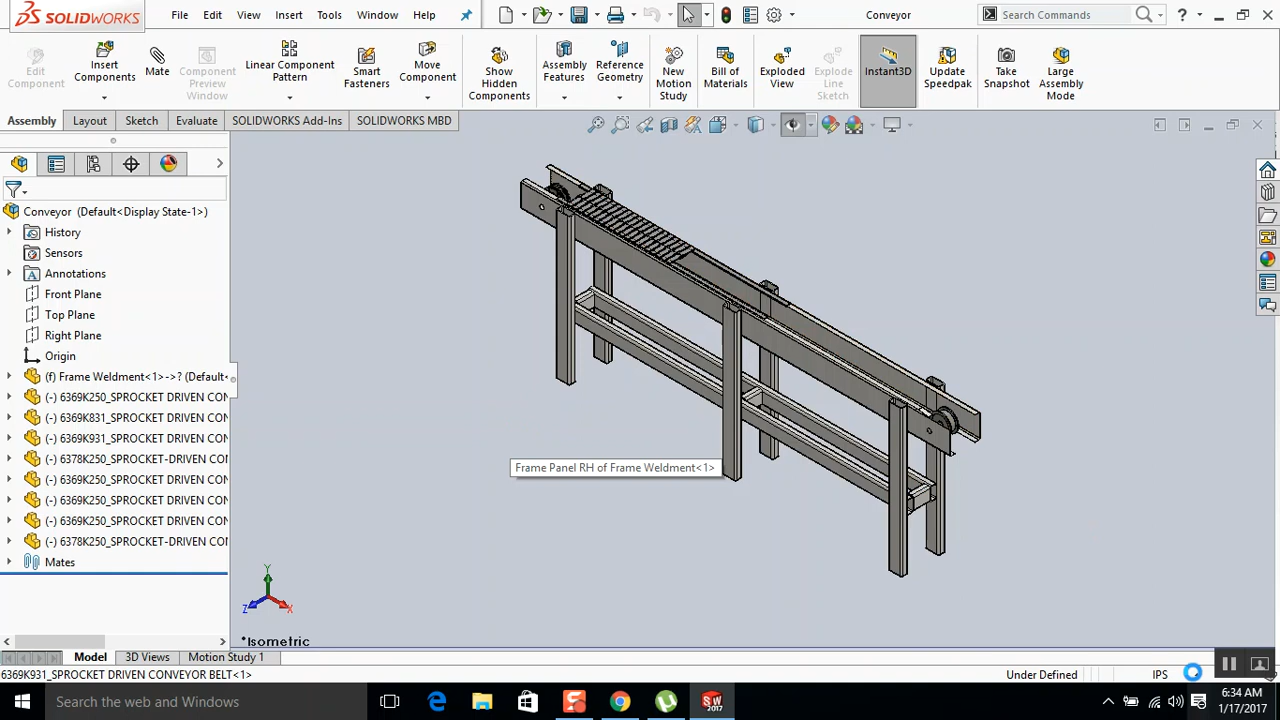 SOLIDWORKS
File
Edit
View
Insert
Tools
Window
Help
Conveyor
Search Commands
Edit Component
Insert Components
Mate
Component Preview Window
Linear Component Pattern
Smart Fasteners
Move Component
Show Hidden Components
Assembly Features
Reference Geometry
New Motion Study
Bill of Materials
Exploded View
Explode Line Sketch
Instant3D
Update Speedpak
Take Snapshot
Large Assembly Mode
Assembly
Layout
Sketch
Evaluate
SOLIDWORKS Add-Ins
SOLIDWORKS MBD
Conveyor (Default<Display State-1>)
History
Sensors
Annotations
Front Plane
Top Plane
Right Plane
Origin
(f) Frame Weldment<1>->? (Default<
(-) 6369K250_SPROCKET DRIVEN CON
(-) 6369K831_SPROCKET DRIVEN CON
(-) 6369K931_SPROCKET DRIVEN CON
(-) 6378K250_SPROCKET-DRIVEN CON
(-) 6369K250_SPROCKET DRIVEN CON
(-) 6369K250_SPROCKET DRIVEN CON
(-) 6369K250_SPROCKET DRIVEN CON
(-) 6378K250_SPROCKET-DRIVEN CON
Mates
Frame Panel RH of Frame Weldment<1>
Y
Z
X
*Isometric
Model
3D Views
Motion Study 1
6369K931_SPROCKET DRIVEN CONVEYOR BELT<1>
Under Defined
IPS
Search the web and Windows
SW
2017
6:34 AM
1/17/2017